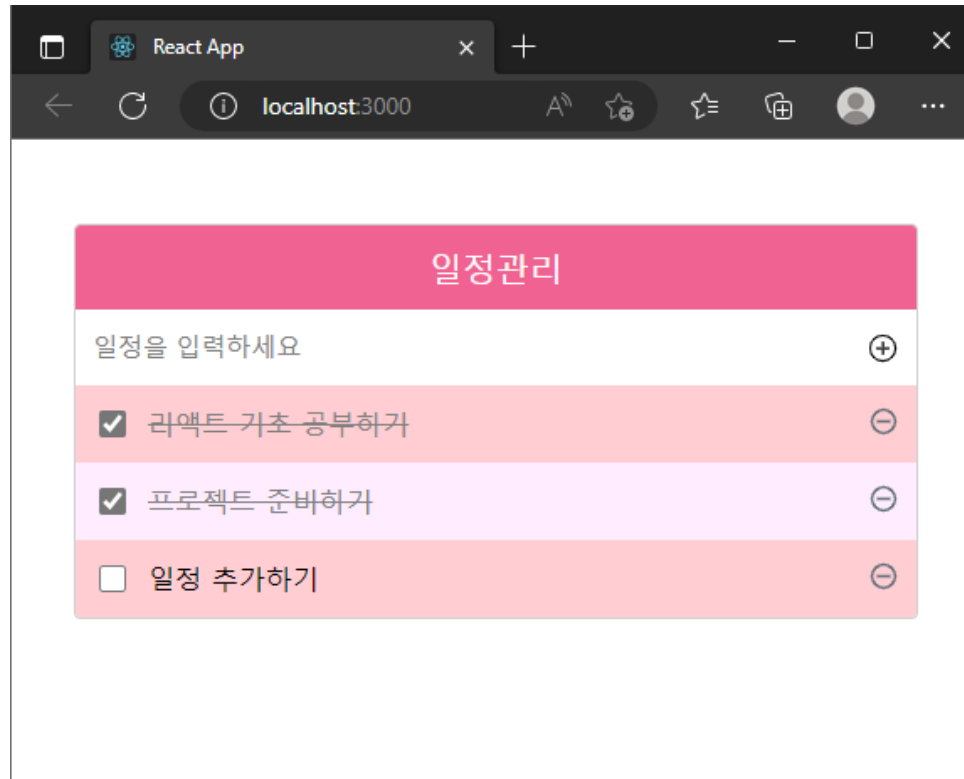 React App
localhost:3000
일정관리
일정을 입력하세요
리액트 기초 공부하기
프로젝트 준비하기
일정 추가하기